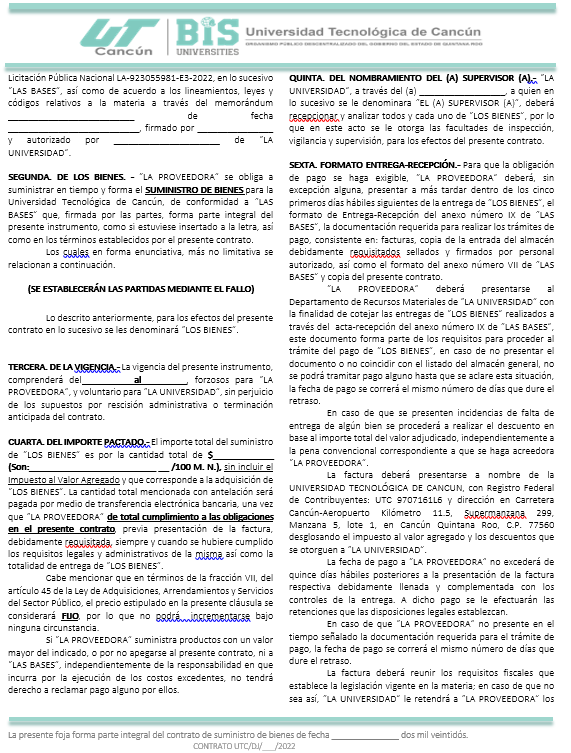 UT
Cancún
BIS
UNIVERSITIES
Universidad Tecnológica de Cancún
ORGANISMO PÚBLICO DESCENTRALIZADO DEL GOBIERNO DEL ESTADO DE QUINTANA ROO
Licitación Pública Nacional LA-923055981-E3-2022, en lo sucesivo
"LAS BASES", así como de acuerdo a los lineamientos, leyes y
códigos relativos a la materia a través del memorándum
__________________________ de fecha
__________________________, firmado por ________________
y autorizado por ______________________ de "LA
UNIVERSIDAD".
SEGUNDA. DE LOS BIENES. - "LA PROVEEDORA" se obliga a
suministrar en tiempo y forma el SUMINISTRO DE BIENES para la
Universidad Tecnológica de Cancún, de conformidad a "LAS
BASES" que, firmada por las partes, forma parte integral del
presente instrumento, como si estuviese insertado a la letra, así
como en los términos establecidos por el presente contrato.
Los cuales en forma enunciativa, más no limitativa se
relacionan a continuación.
(SE ESTABLECERÁN LAS PARTIDAS MEDIANTE EL FALLO)
Lo descrito anteriormente, para los efectos del presente
contrato en lo sucesivo se les denominará "LOS BIENES".
TERCERA. DE LA VIGENCIA.- La vigencia del presente instrumento,
comprenderá del__________al_________, forzosos para "LA
PROVEEDORA", y voluntario para "LA UNIVERSIDAD", sin perjuicio
de los supuestos por rescisión administrativa o terminación
anticipada del contrato.
CUARTA. DEL IMPORTE PACTADO.- El importe total del suministro
de "LOS BIENES" es por la cantidad total de $____________
(Son:__________________________ __ /100 M. N.), sin incluir el
Impuesto al Valor Agregado y que corresponde a la adquisición de
"LOS BIENES". La cantidad total mencionada con antelación será
pagada por medio de transferencia electrónica bancaria, una vez
que "LA PROVEEDORA" de total cumplimiento a las obligaciones
en el presente contrato, previa presentación de la factura,
debidamente requisitada, siempre y cuando se hubiere cumplido
los requisitos legales y administrativos de la misma así como la
totalidad de entrega de "LOS BIENES".
Cabe mencionar que en términos de la fracción VII, del
artículo 45 de la Ley de Adquisiciones, Arrendamientos y Servicios
del Sector Público, el precio estipulado en la presente cláusula se
considerará FIJO, por lo que no podrá incrementarse bajo
ninguna circunstancia.
Si "LA PROVEEDORA" suministra productos con un valor
mayor del indicado, o por no apegarse al presente contrato, ni a
"LAS BASES", independientemente de la responsabilidad en que
incurra por la ejecución de los costos excedentes, no tendrá
derecho a reclamar pago alguno por ellos.
QUINTA. DEL NOMBRAMIENTO DEL (A) SUPERVISOR (A).- "LA
UNIVERSIDAD", a través del (a) __________________, a quien en
lo sucesivo se le denominara "EL (A) SUPERVISOR (A)", deberá
recepcionar y analizar todos y cada uno de "LOS BIENES", por lo
que en este acto se le otorga las facultades de inspección,
vigilancia y supervisión, para los efectos del presente contrato.
SEXTA. FORMATO ENTREGA-RECEPCIÓN.- Para que la obligación
de pago se haga exigible, "LA PROVEEDORA" deberá, sin
excepción alguna, presentar a más tardar dentro de los cinco
primeros días hábiles siguientes de la entrega de "LOS BIENES", el
formato de Entrega-Recepción del anexo número IX de "LAS
BASES", la documentación requerida para realizar los trámites de
pago, consistente en: facturas, copia de la entrada del almacén
debidamente requisitados sellados y firmados por personal
autorizado, así como el formato del anexo número VII de "LAS
BASES" y copia del presente contrato.
"LA PROVEEDORA" deberá presentarse al
Departamento de Recursos Materiales de "LA UNIVERSIDAD" con
la finalidad de cotejar las entregas de "LOS BIENES" realizados a
través del acta-recepción del anexo número IX de "LAS BASES",
este documento forma parte de los requisitos para proceder al
trámite del pago de "LOS BIENES", en caso de no presentar el
documento o no coincidir con el listado del almacén general, no
se podrá tramitar pago alguno hasta que se aclare esta situación,
la fecha de pago se correrá el mismo número de días que dure el
retraso.
En caso de que se presenten incidencias de falta de
entrega de algún bien se procederá a realizar el descuento en
base al importe total del valor adjudicado, independientemente a
la pena convencional correspondiente a que se haga acreedora
"LA PROVEEDORA".
La factura deberá presentarse a nombre de la
UNIVERSIDAD TECNOLÓGICA DE CANCUN, con Registro Federal
de Contribuyentes: UTC 9707161L6 y dirección en Carretera
Cancún-Aeropuerto Kilómetro 11.5, Supermanzana 299,
Manzana 5, lote 1, en Cancún Quintana Roo, C.P. 77560
desglosando el impuesto al valor agregado y los descuentos que
se otorguen a "LA UNIVERSIDAD".
La fecha de pago a "LA PROVEEDORA" no excederá de
quince días hábiles posteriores a la presentación de la factura
respectiva debidamente llenada y complementada con los
controles de la entrega. A dicho pago se le efectuarán las
retenciones que las disposiciones legales establezcan.
En caso de que "LA PROVEEDORA" no presente en el
tiempo señalado la documentación requerida para el trámite de
pago, la fecha de pago se correrá el mismo número de días que
dure el retraso.
La factura deberá reunir los requisitos fiscales que
establece la legislación vigente en la materia; en caso de que no
sea así, "LA UNIVERSIDAD" le retendrá a "LA PROVEEDORA" los
La presente foja forma parte integral del contrato de suministro de bienes de fecha ________________ dos mil veintidós.
CONTRATO UTC/DJ/___/2022